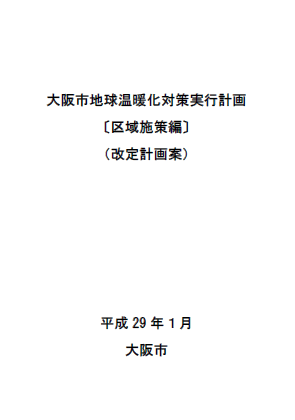 大阪市地球温暖化対策実行計画
〔区域施策編〕
(改定計画案)
平成 29 年 1 月
大阪市